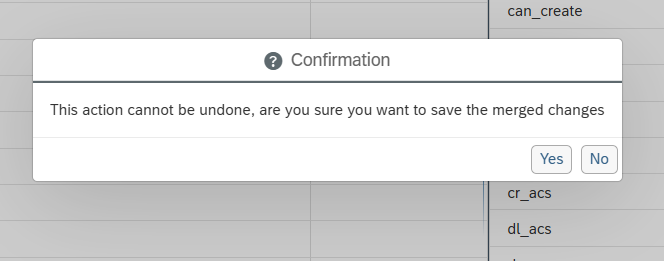 can_create
Confirmation
This action cannot be undone, are you sure you want to save the merged changes
Yes No
cr_acs
dl_acs